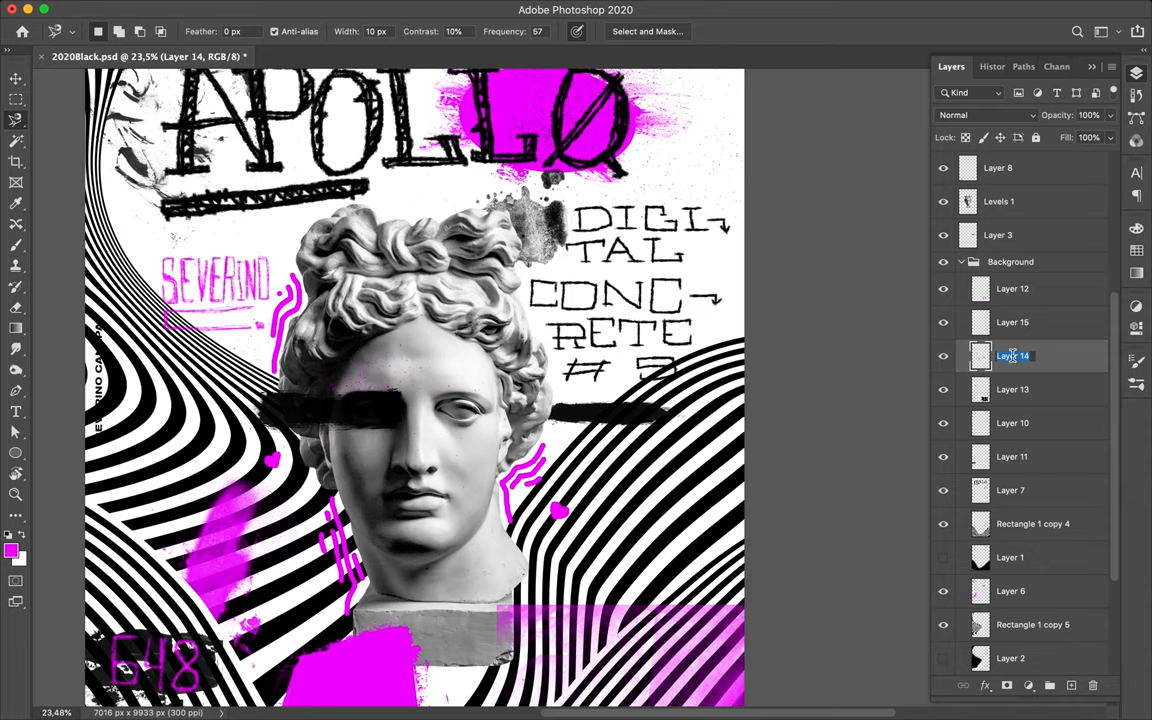 Adobe Photoshop 2020
Feather: 0 px
Anti-alias
Width: 10 px
Contrast: 10%
Frequency: 57
Select and Mask...
2020Black.psd @ 23,5% (Layer 14, RGB/8) *
APOLLO
SEVERINO
DIGI-
TAL
CONC-
RETE
# 3
648
Layers
Histor
Paths
Chann
Kind
Normal
Opacity: 100%
Lock:
Fill: 100%
Layer 8
Levels 1
Layer 3
Background
Layer 12
Layer 15
Layer 14
Layer 13
Layer 10
Layer 11
Layer 7
Rectangle 1 copy 4
Layer 1
Layer 6
Rectangle 1 copy 5
Layer 2
23,48%
7016 px x 9933 px (300 ppi)